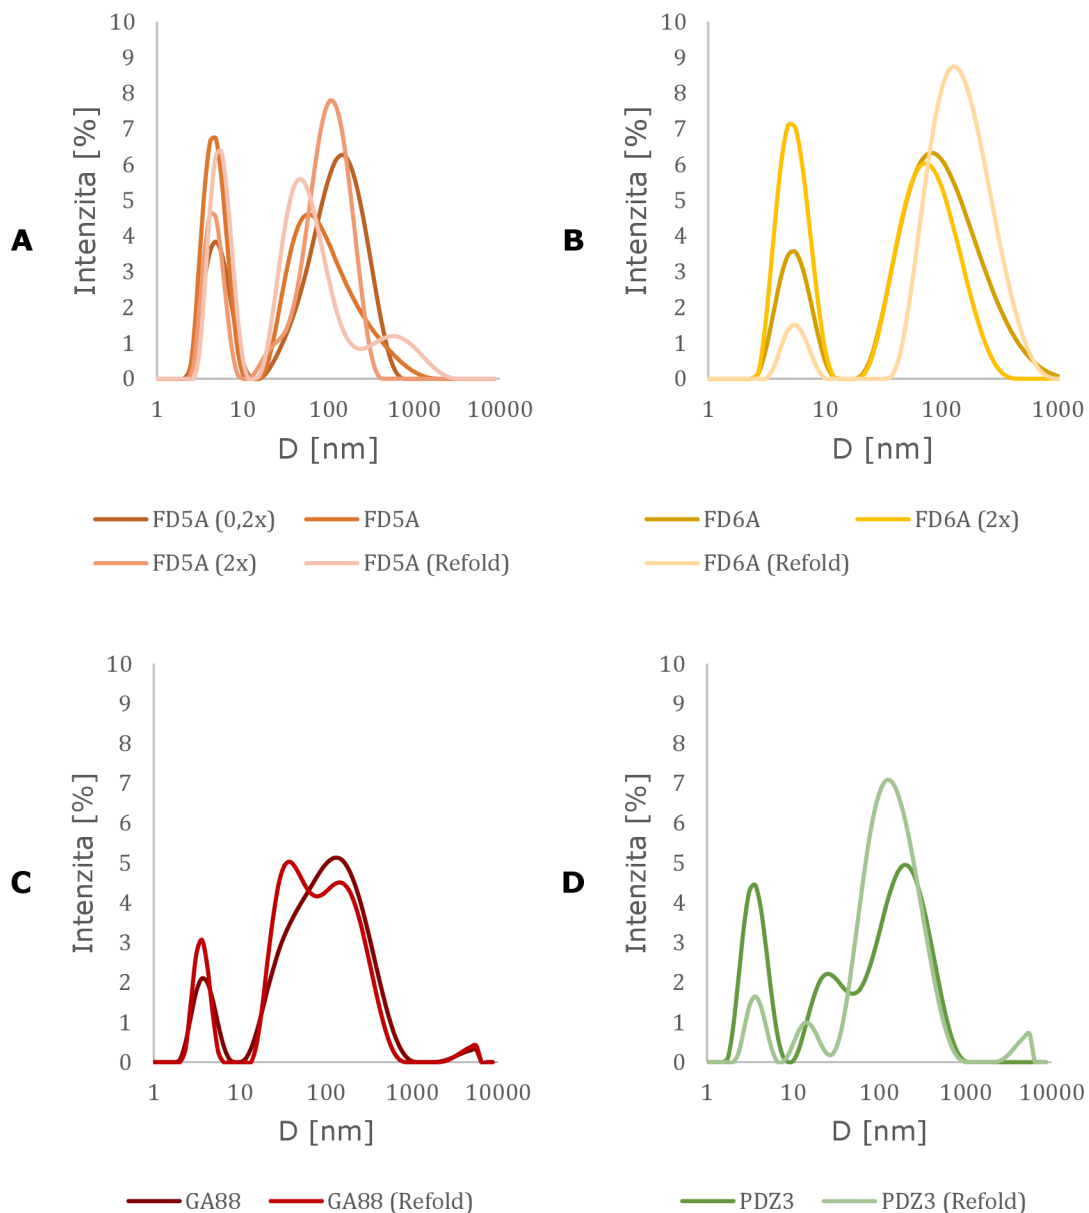 A
Intenzita [%]
10
9
8
7
6
5
4
3
2
1
0
1 10 100 1000 10000
D [nm]
FD5A (0,2x) FD5A
FD5A (2x) FD5A (Refold)
B
Intenzita [%]
10
9
8
7
6
5
4
3
2
1
0
1 10 100 1000
D [nm]
FD6A FD6A (2x)
FD6A (Refold)
C
Intenzita [%]
10
9
8
7
6
5
4
3
2
1
0
1 10 100 1000 10000
D [nm]
GA88 GA88 (Refold)
D
Intenzita [%]
10
9
8
7
6
5
4
3
2
1
0
1 10 100 1000 10000
D [nm]
PDZ3 PDZ3 (Refold)